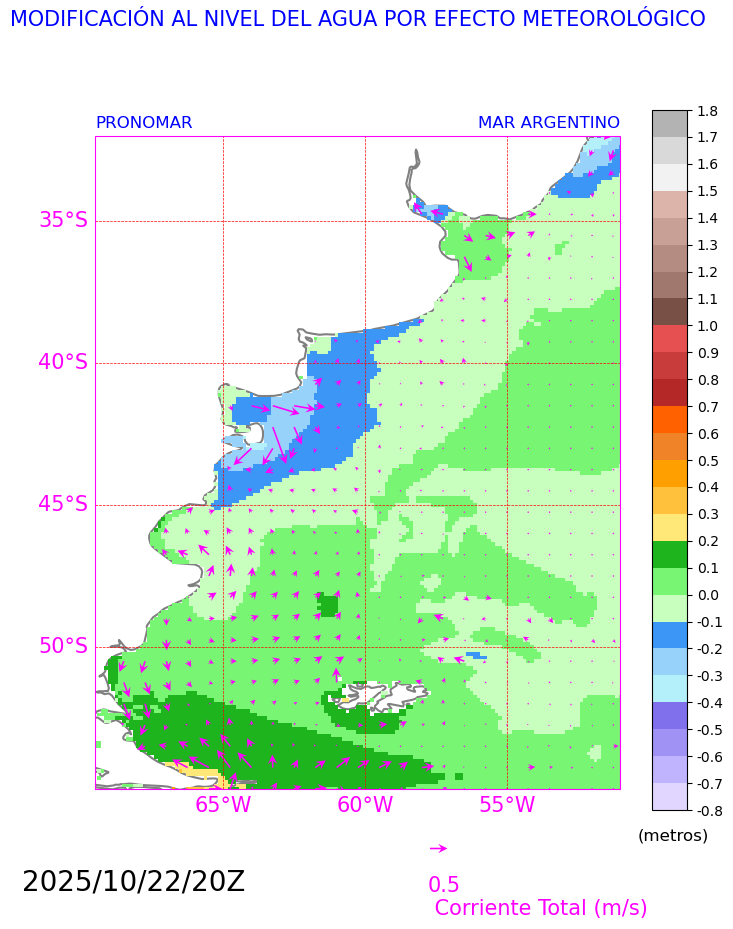 MODIFICACIÓN AL NIVEL DEL AGUA POR EFECTO METEOROLÓGICO
PRONOMAR
MAR ARGENTINO
35°S
40°S
45°S
50°S
65°W
60°W
55°W
1.8
1.7
1.6
1.5
1.4
1.3
1.2
1.1
1.0
0.9
0.8
0.7
0.6
0.5
0.4
0.3
0.2
0.1
0.0
-0.1
-0.2
-0.3
-0.4
-0.5
-0.6
-0.7
-0.8
(metros)
2025/10/22/20Z
0.5
Corriente Total (m/s)